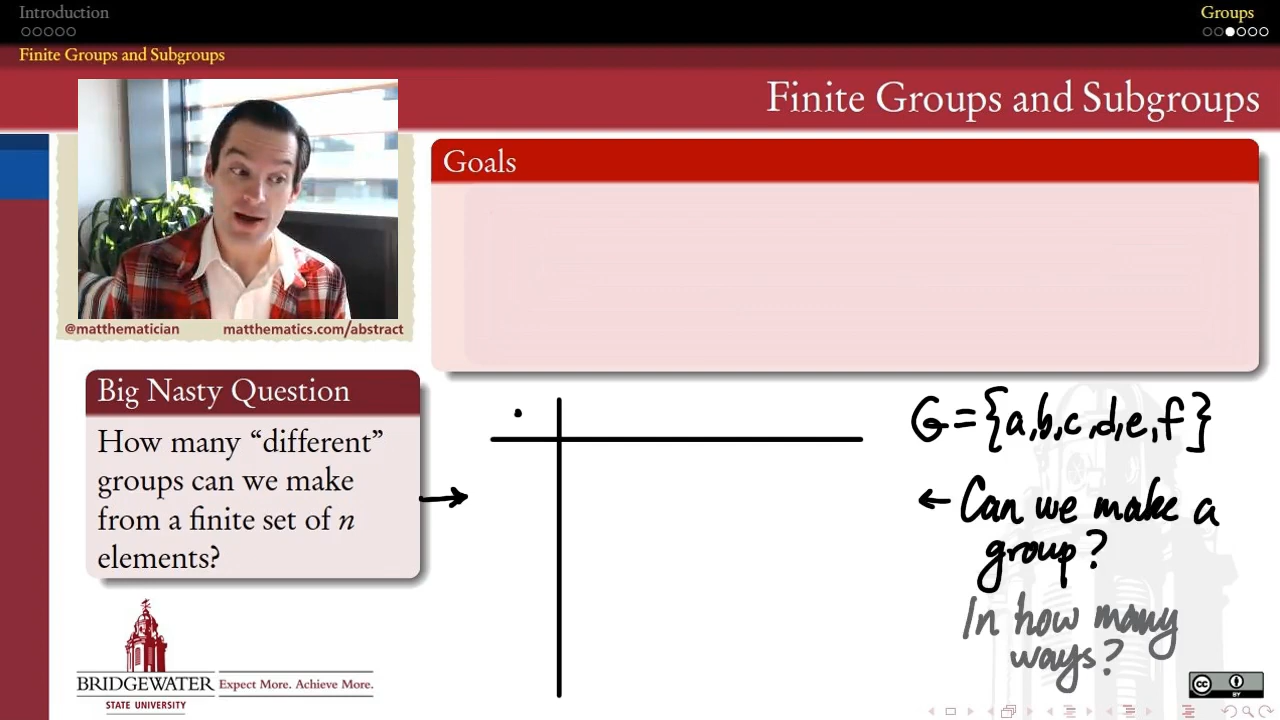 Introduction
Groups
Finite Groups and Subgroups
Finite Groups and Subgroups
@matthematician matthematics.com/abstract
Goals
Big Nasty Question
How many “different”
groups can we make
from a finite set of n
elements?
G={a,b,c,d,e,f}
← Can we make a
group?
In how many
ways?
BRIDGEWATER
STATE UNIVERSITY
Expect More. Achieve More.
cc
BY